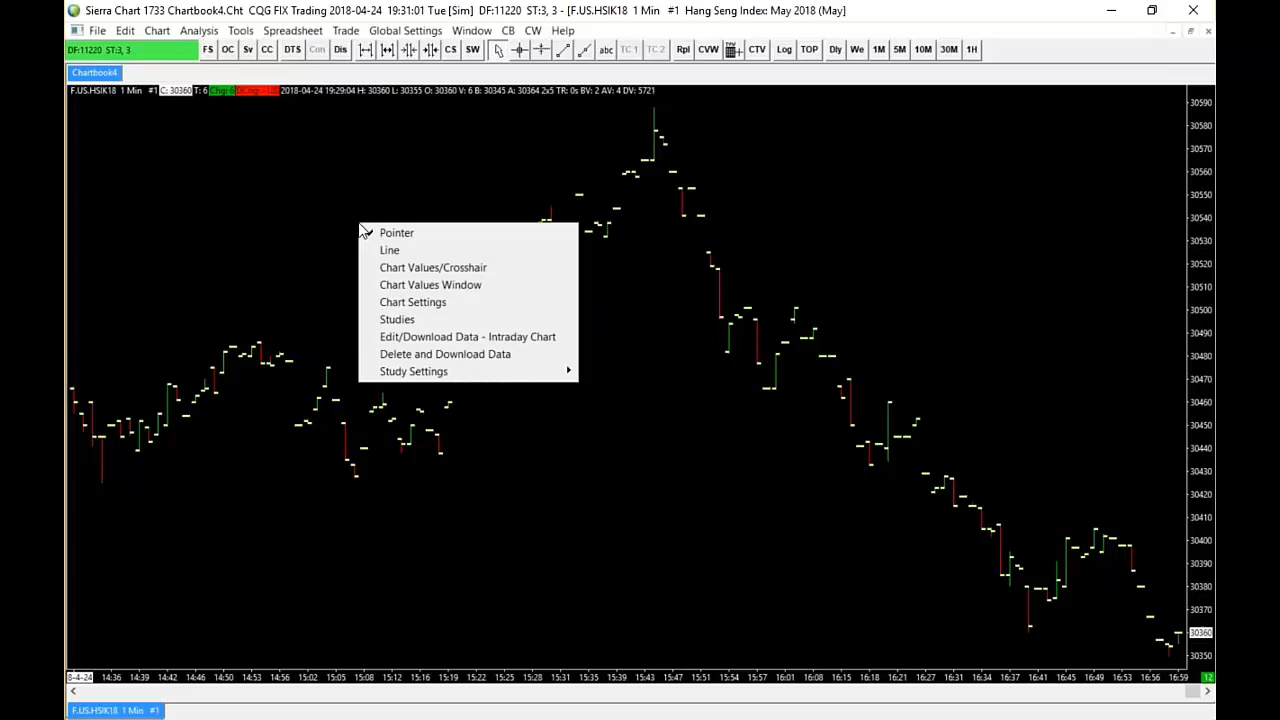 Sierra Chart 1733 Chartbook4.Cht  CQG FIX Trading 2018-04-24  19:31:01 Tue [Sim]  DF:11220  ST:3, 3 - [F.US.HSIK18  1 Min   #1  Hang Seng Index: May 2018 (May)]
File Edit Chart Analysis Tools Trade Global Settings Spreadsheet Window CB CW Help
DF:11220  ST:3, 3 FS OC Sv CC DTS Con Dis CS SW abc TC 1 TC 2 Rpl CVW CTV Log TOP Dly We 1M 5M 10M 30M 1H
Chartbook4
F.US.HSIK18  1 Min   #1 C: 30360 T: 6 Chg: 6 2018-04-24 19:29:04 H: 30360 L: 30355 O: 30360 V: 6 B: 30345 A: 30364 2x5 TR: 0s BV: 2 AV: 4 DV: 5721
30590
30580
30570
30560
30550
30540
30530
30520
30510
30500
30490
30480
30470
30460
30450
30440
30430
30420
30410
30400
30390
30380
30370
30360
30350
Pointer
Line
Chart Values/Crosshair
Chart Values Window
Chart Settings
Studies
Edit/Download Data - Intraday Chart
Delete and Download Data
Study Settings
8-4-24 14:36 14:39 14:42 14:46 14:50 14:53 14:56 15:02 15:05 15:08 15:12 15:15 15:19 15:22 15:25 15:28 15:32 15:36 15:39 15:43 15:47 15:51 15:54 15:57 16:01 16:08 16:15 16:18 16:21 16:27 16:31 16:34 16:38 16:41 16:45 16:49 16:53 16:56 16:59 12
F.US.HSIK18  1 Min   #1